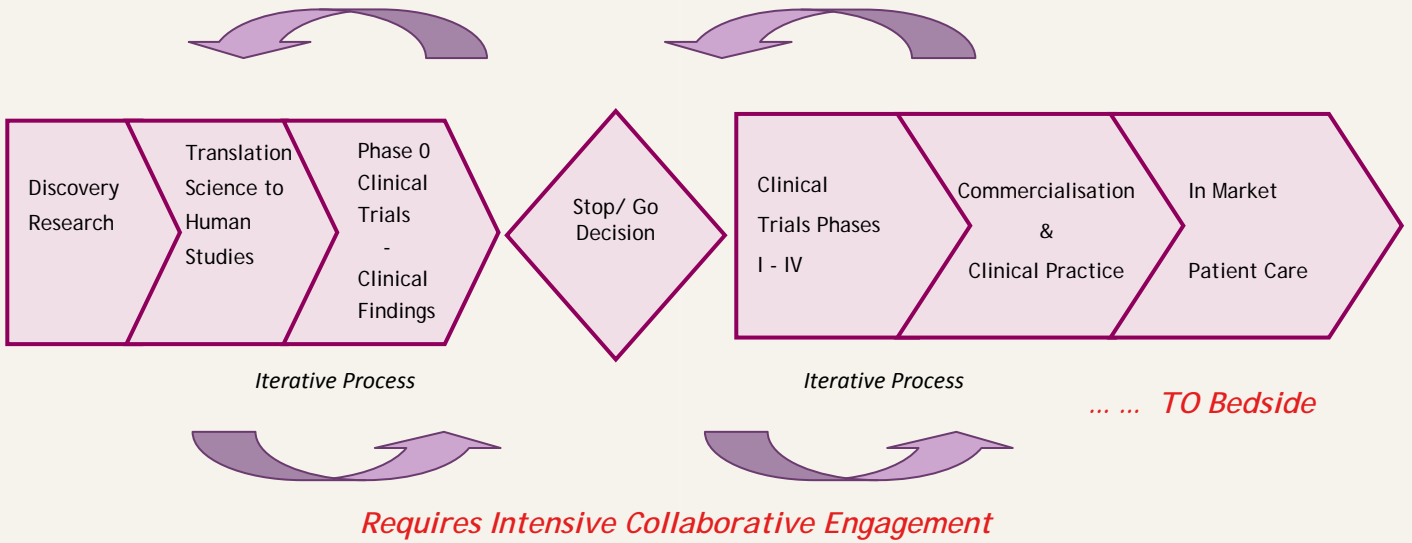 Discovery
Research
Translation
Science to
Human
Studies
Phase 0
Clinical
Trials
-
Clinical
Findings
Stop/ Go
Decision
Clinical
Trials Phases
I - IV
Commercialisation
&
Clinical Practice
In Market
Patient Care
Iterative Process
Iterative Process
... ... TO Bedside
Requires Intensive Collaborative Engagement